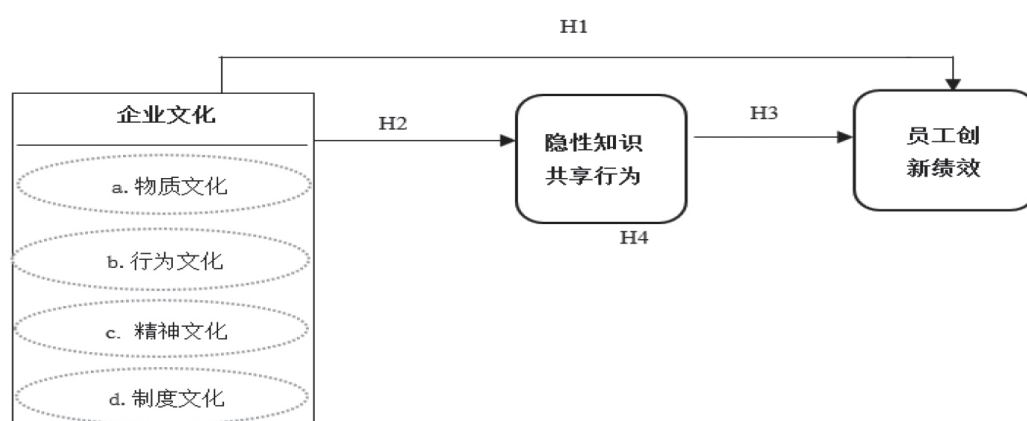 H1
企业文化
H2
H3
隐性知识
共享行为
员工创
新绩效
a. 物质文化
H4
b. 行为文化
c. 精神文化
d. 制度文化